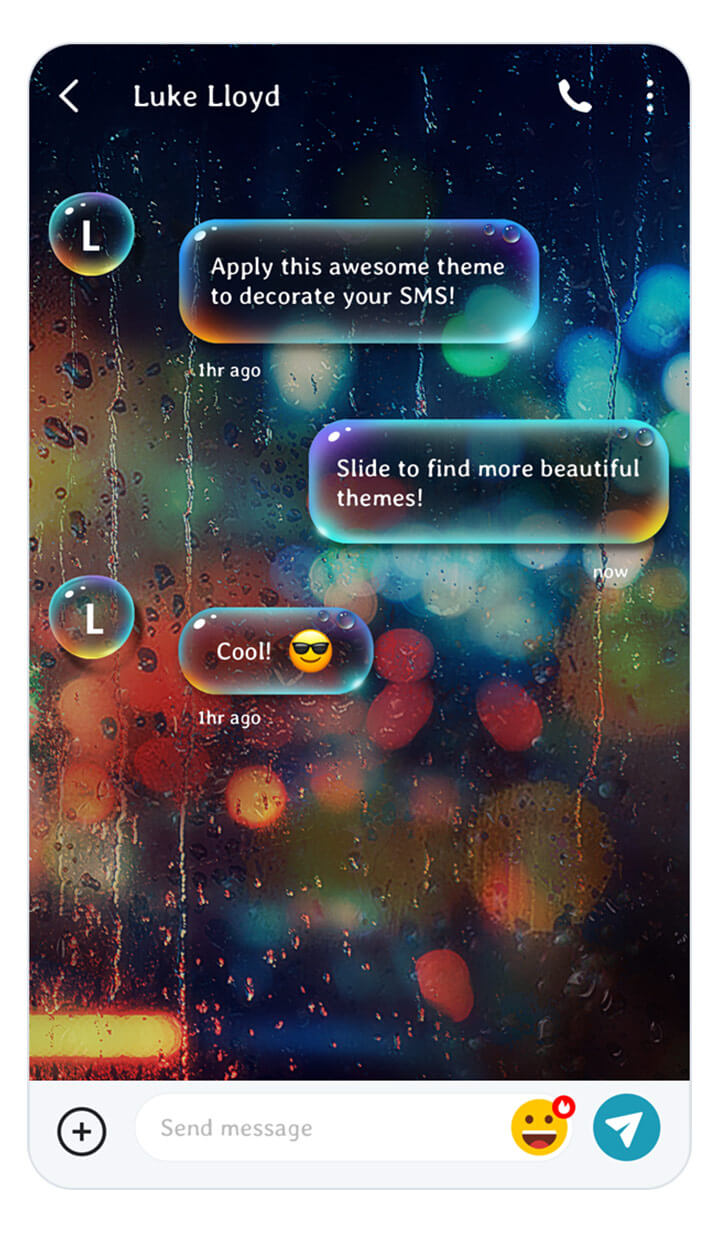 Luke Lloyd
L
Apply this awesome theme
to decorate your SMS!
1hr ago
Slide to find more beautiful
themes!
now
L
Cool! 😎
1hr ago
Send message